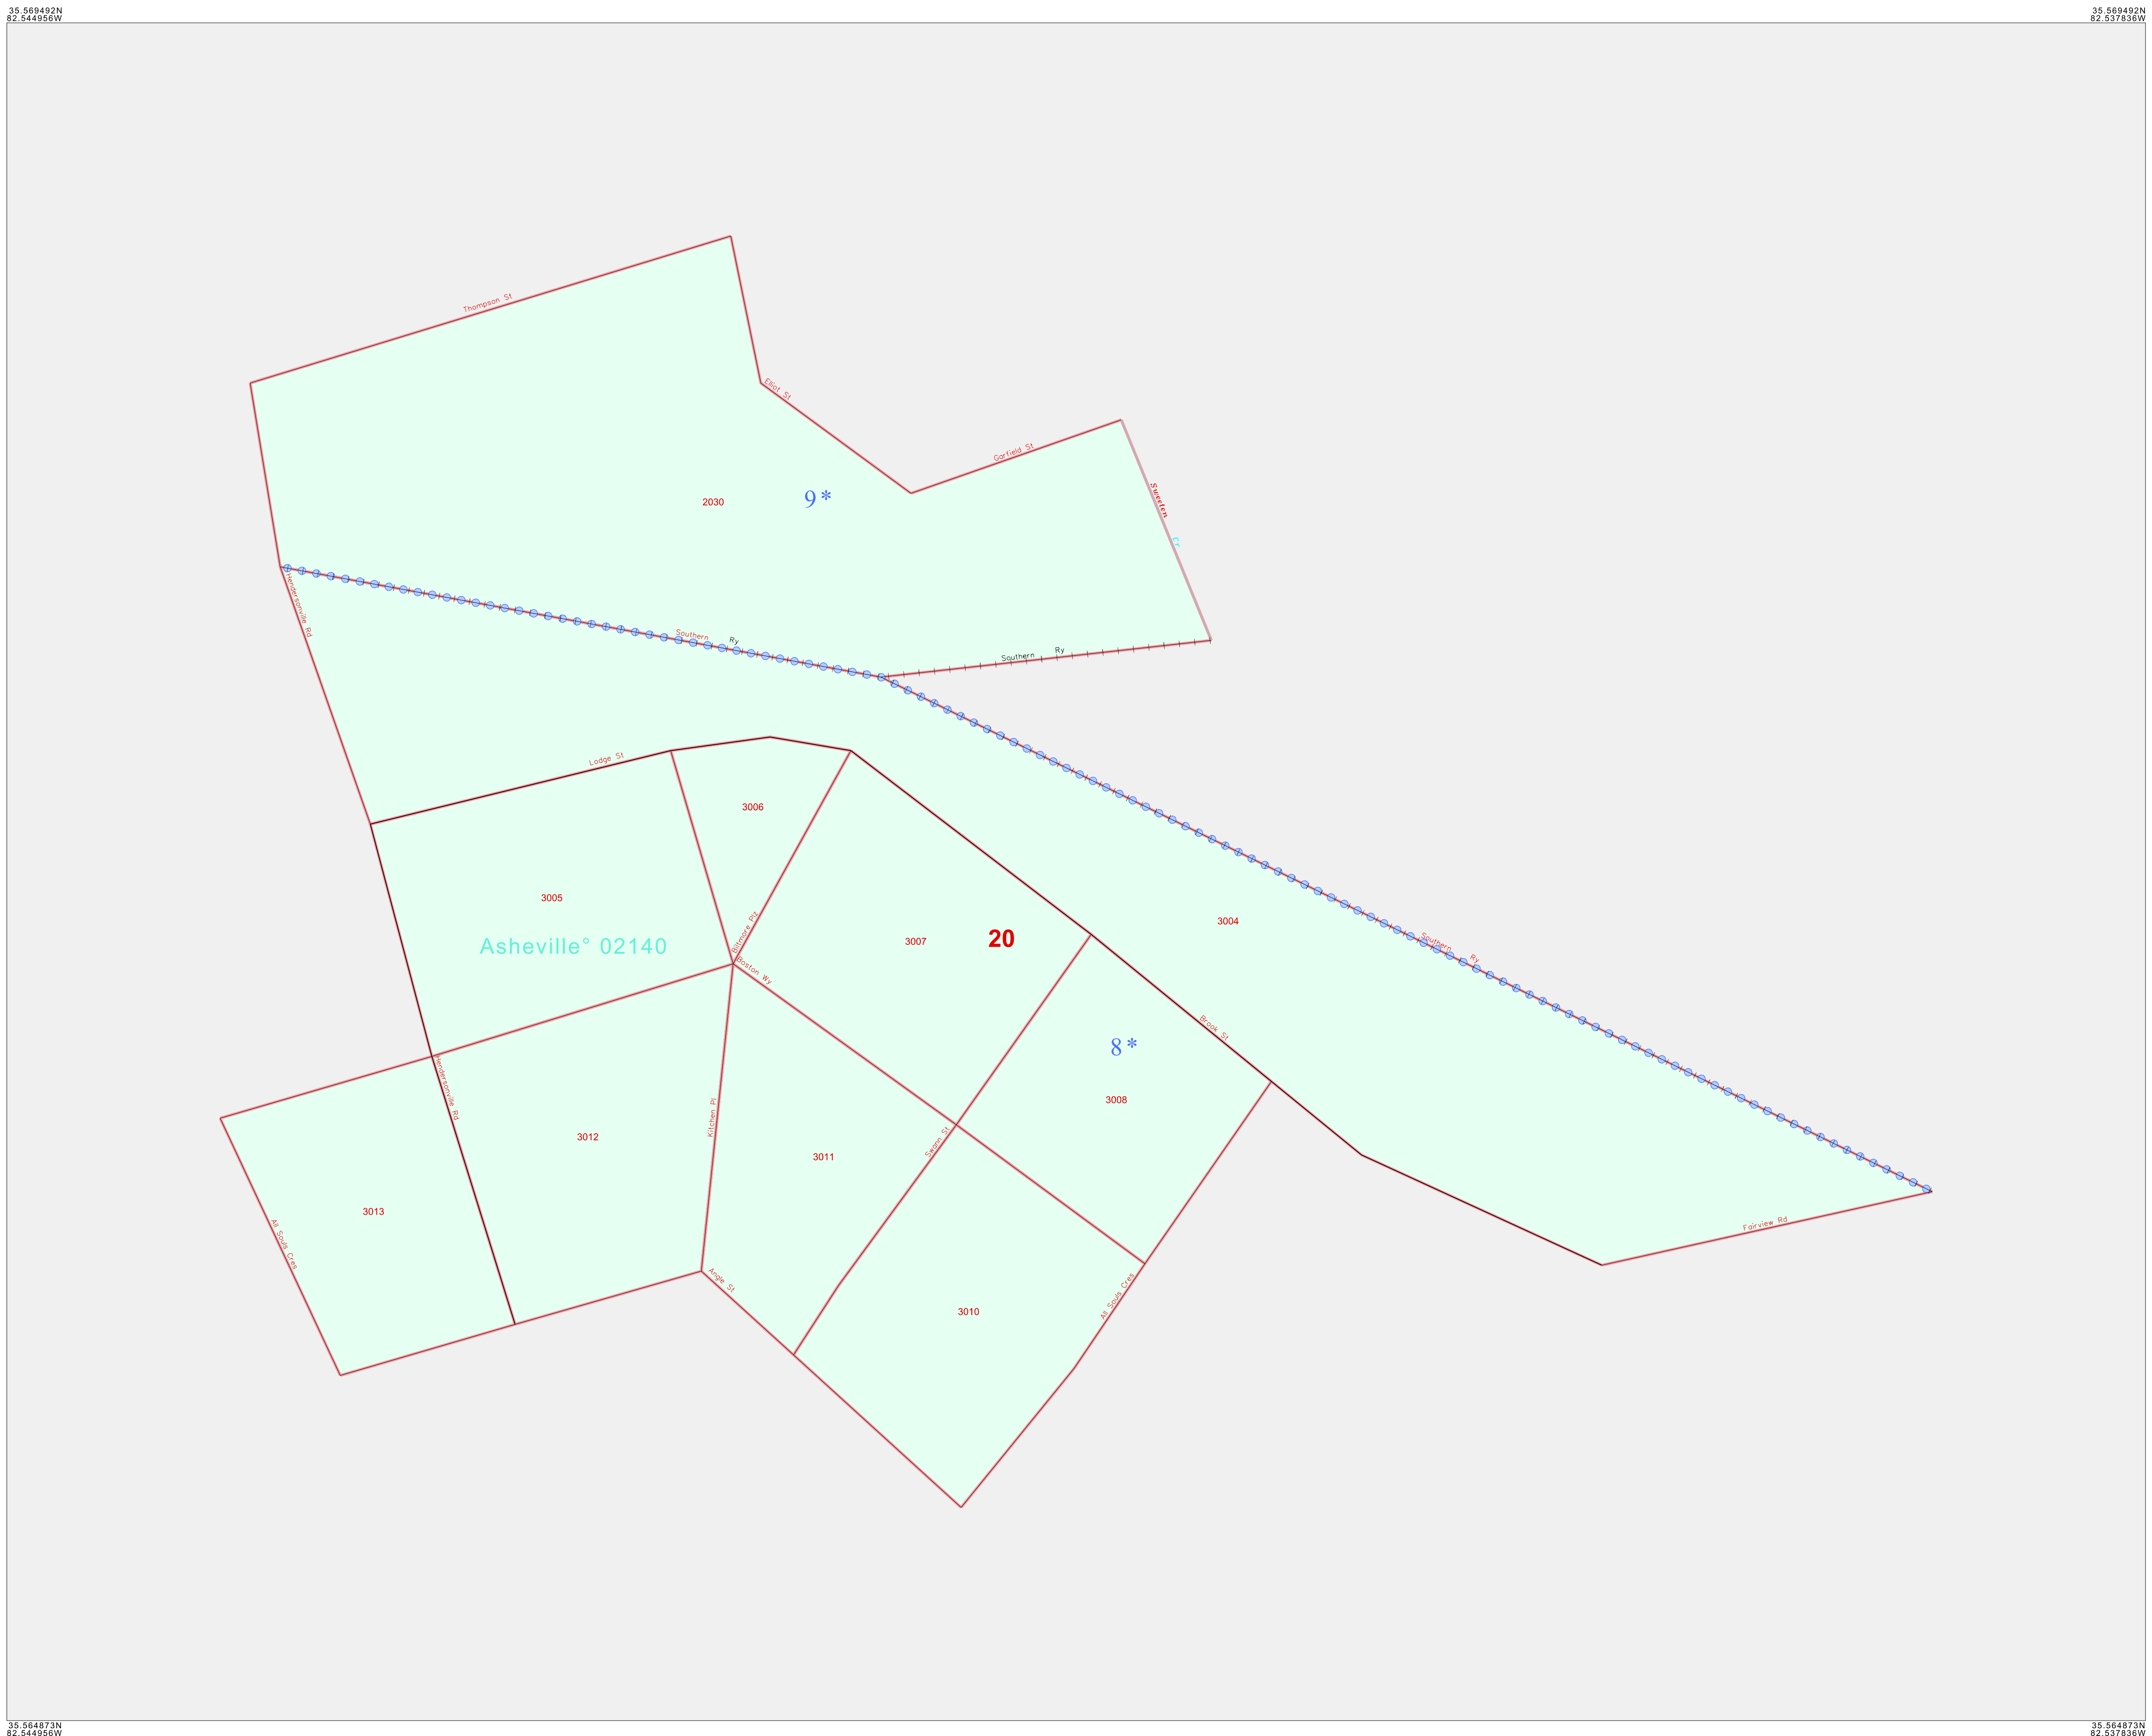 35.569492N
82.544956W
35.569492N
82.537836W
Thompson St
Elliot St
Garfield St
Sweeten
Cr
2030
9*
Hendersonville Rd
Southern Ry
Southern Ry
Lodge St
3006
3005
Biltmore Plz
Asheville° 02140
Boston Wy
3007
20
3004
Southern Ry
Brook St
8*
3008
Hendersonville Rd
Kitchen Pl
3012
3011
Swann St
3013
All Souls Cres
Fairview Rd
Angle St
3010
All Souls Cres
35.564873N
82.544956W
35.564873N
82.537836W